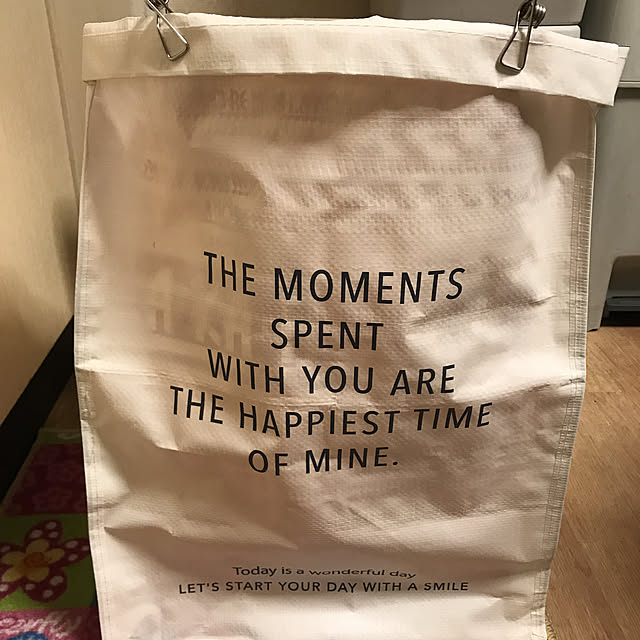 THE MOMENTS
SPENT
WITH YOU ARE
THE HAPPIEST TIME
OF MINE.
Today is a wonderful day
LET'S START YOUR DAY WITH A SMILE